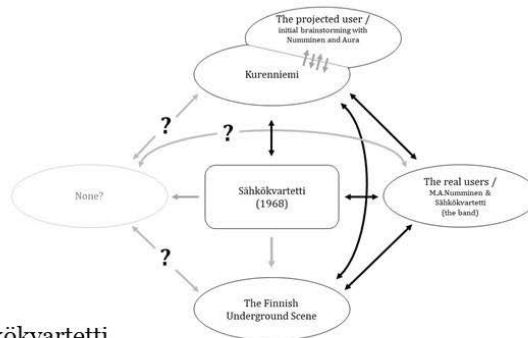 The projected user /
initial brainstorming with
Numminen and Aura
Kurenniemi
?
?
None?
Sähkökvartetti
(1968)
The real users /
M.A.Numminen &
Sähkökvartetti
(the band)
?
The Finnish
Underground Scene
kökvartetti